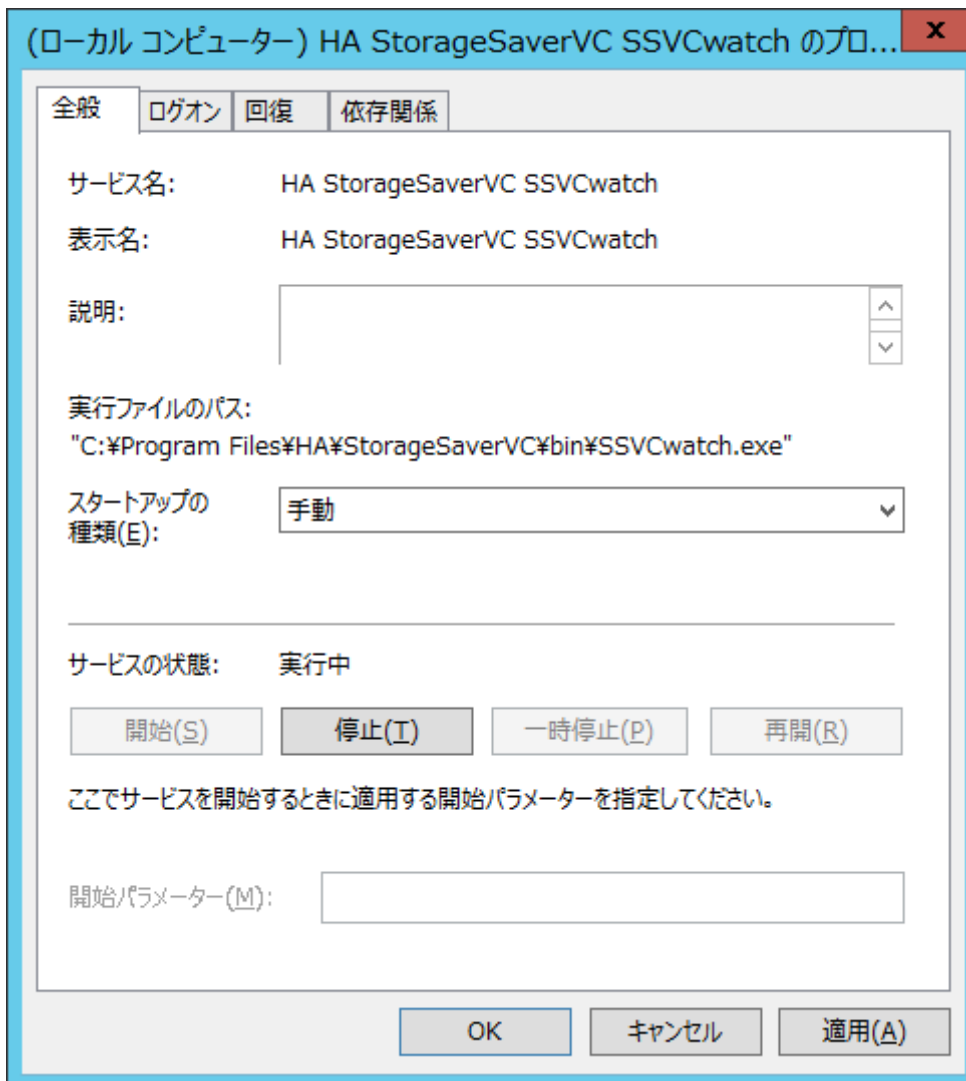 (ローカル コンピューター) HA StorageSaverVC SSVCwatch のプロ...
x
全般 ログオン 回復 依存関係
サービス名: HA StorageSaverVC SSVCwatch
表示名: HA StorageSaverVC SSVCwatch
説明:
実行ファイルのパス:
"C:¥Program Files¥HA¥StorageSaverVC¥bin¥SSVCwatch.exe"
スタートアップの
種類(E): 手動
サービスの状態: 実行中
開始(S) 停止(T) 一時停止(P) 再開(R)
ここでサービスを開始するときに適用する開始パラメーターを指定してください。
開始パラメーター(M):
OK キャンセル 適用(A)